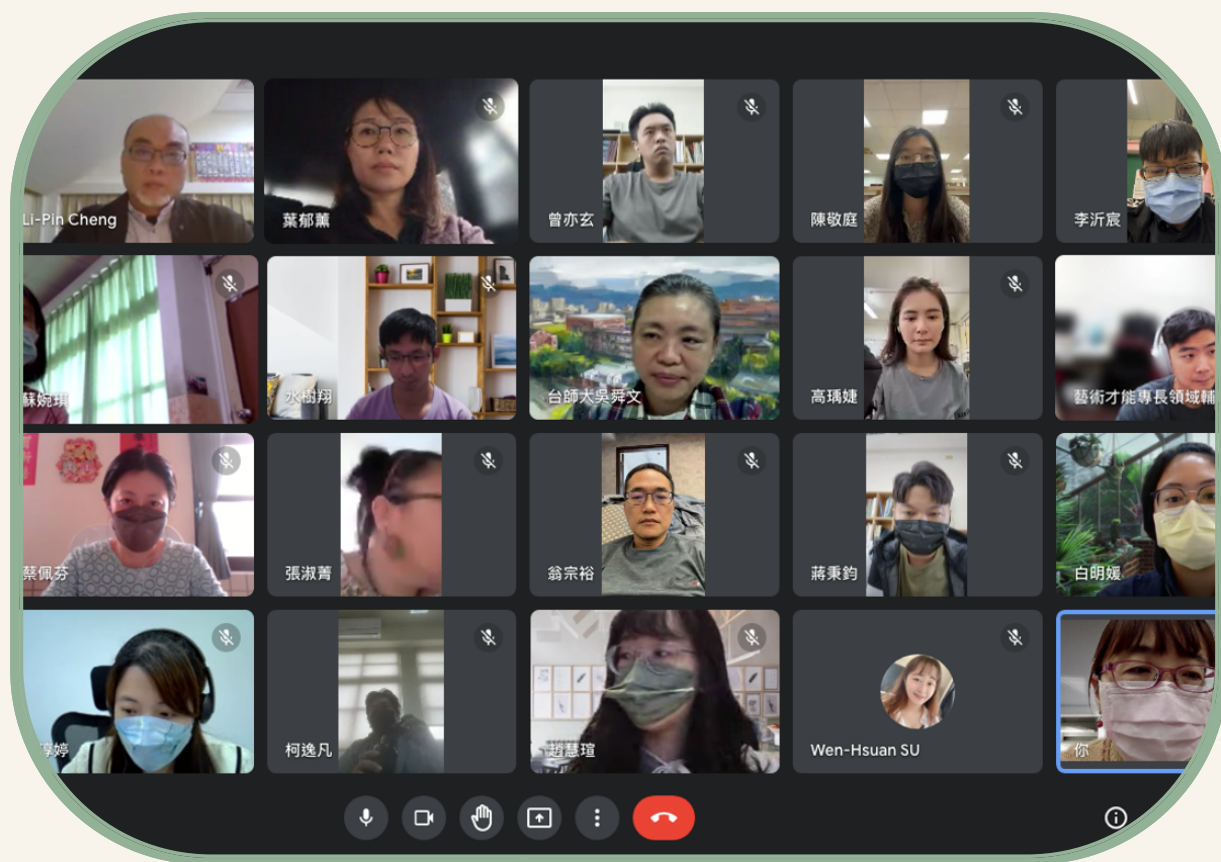 Li-Pin Cheng
葉郁薰
曾亦玄
陳敬庭
李沂宸
蘇婉琪
水樹翔
台師大吳舜文
高瑀婕
藝術才能專長領域輔
蔡佩芬
張淑菁
翁宗裕
蔣秉鈞
白明媛
淳婷
柯逸凡
趙慧瑄
Wen-Hsuan SU
你